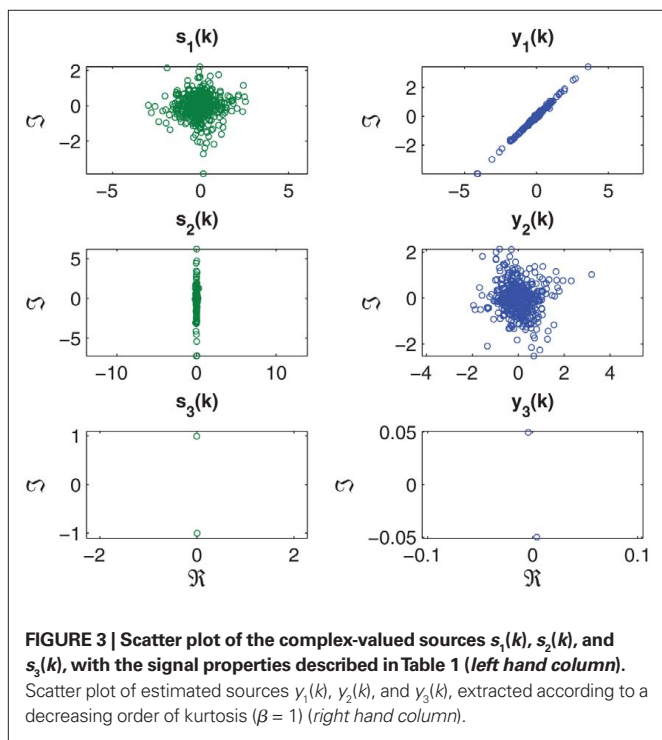 s1(k)
y1(k)
2
0
−2
ℑ
−5
0
5
2
0
−2
ℑ
−5
0
5
s2(k)
y2(k)
5
0
−5
ℑ
−10
0
10
2
0
−2
ℑ
−4
−2
0
2
4
s3(k)
y3(k)
1
0
−1
ℑ
−2
0
2
ℜ
0.05
0
−0.05
ℑ
−0.1
0
0.1
ℜ
FIGURE 3 | Scatter plot of the complex-valued sources s1(k), s2(k), and
s3(k), with the signal properties described in Table 1 (left hand column).
Scatter plot of estimated sources y1(k), y2(k), and y3(k), extracted according to a
decreasing order of kurtosis (β = 1) (right hand column).